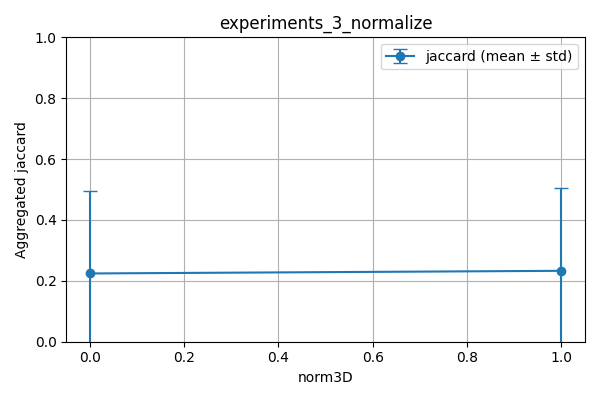 experiments_3_normalize
jaccard (mean ± std)
Aggregated jaccard
1.0
0.8
0.6
0.4
0.2
0.0
0.0 0.2 0.4 0.6 0.8 1.0
norm3D